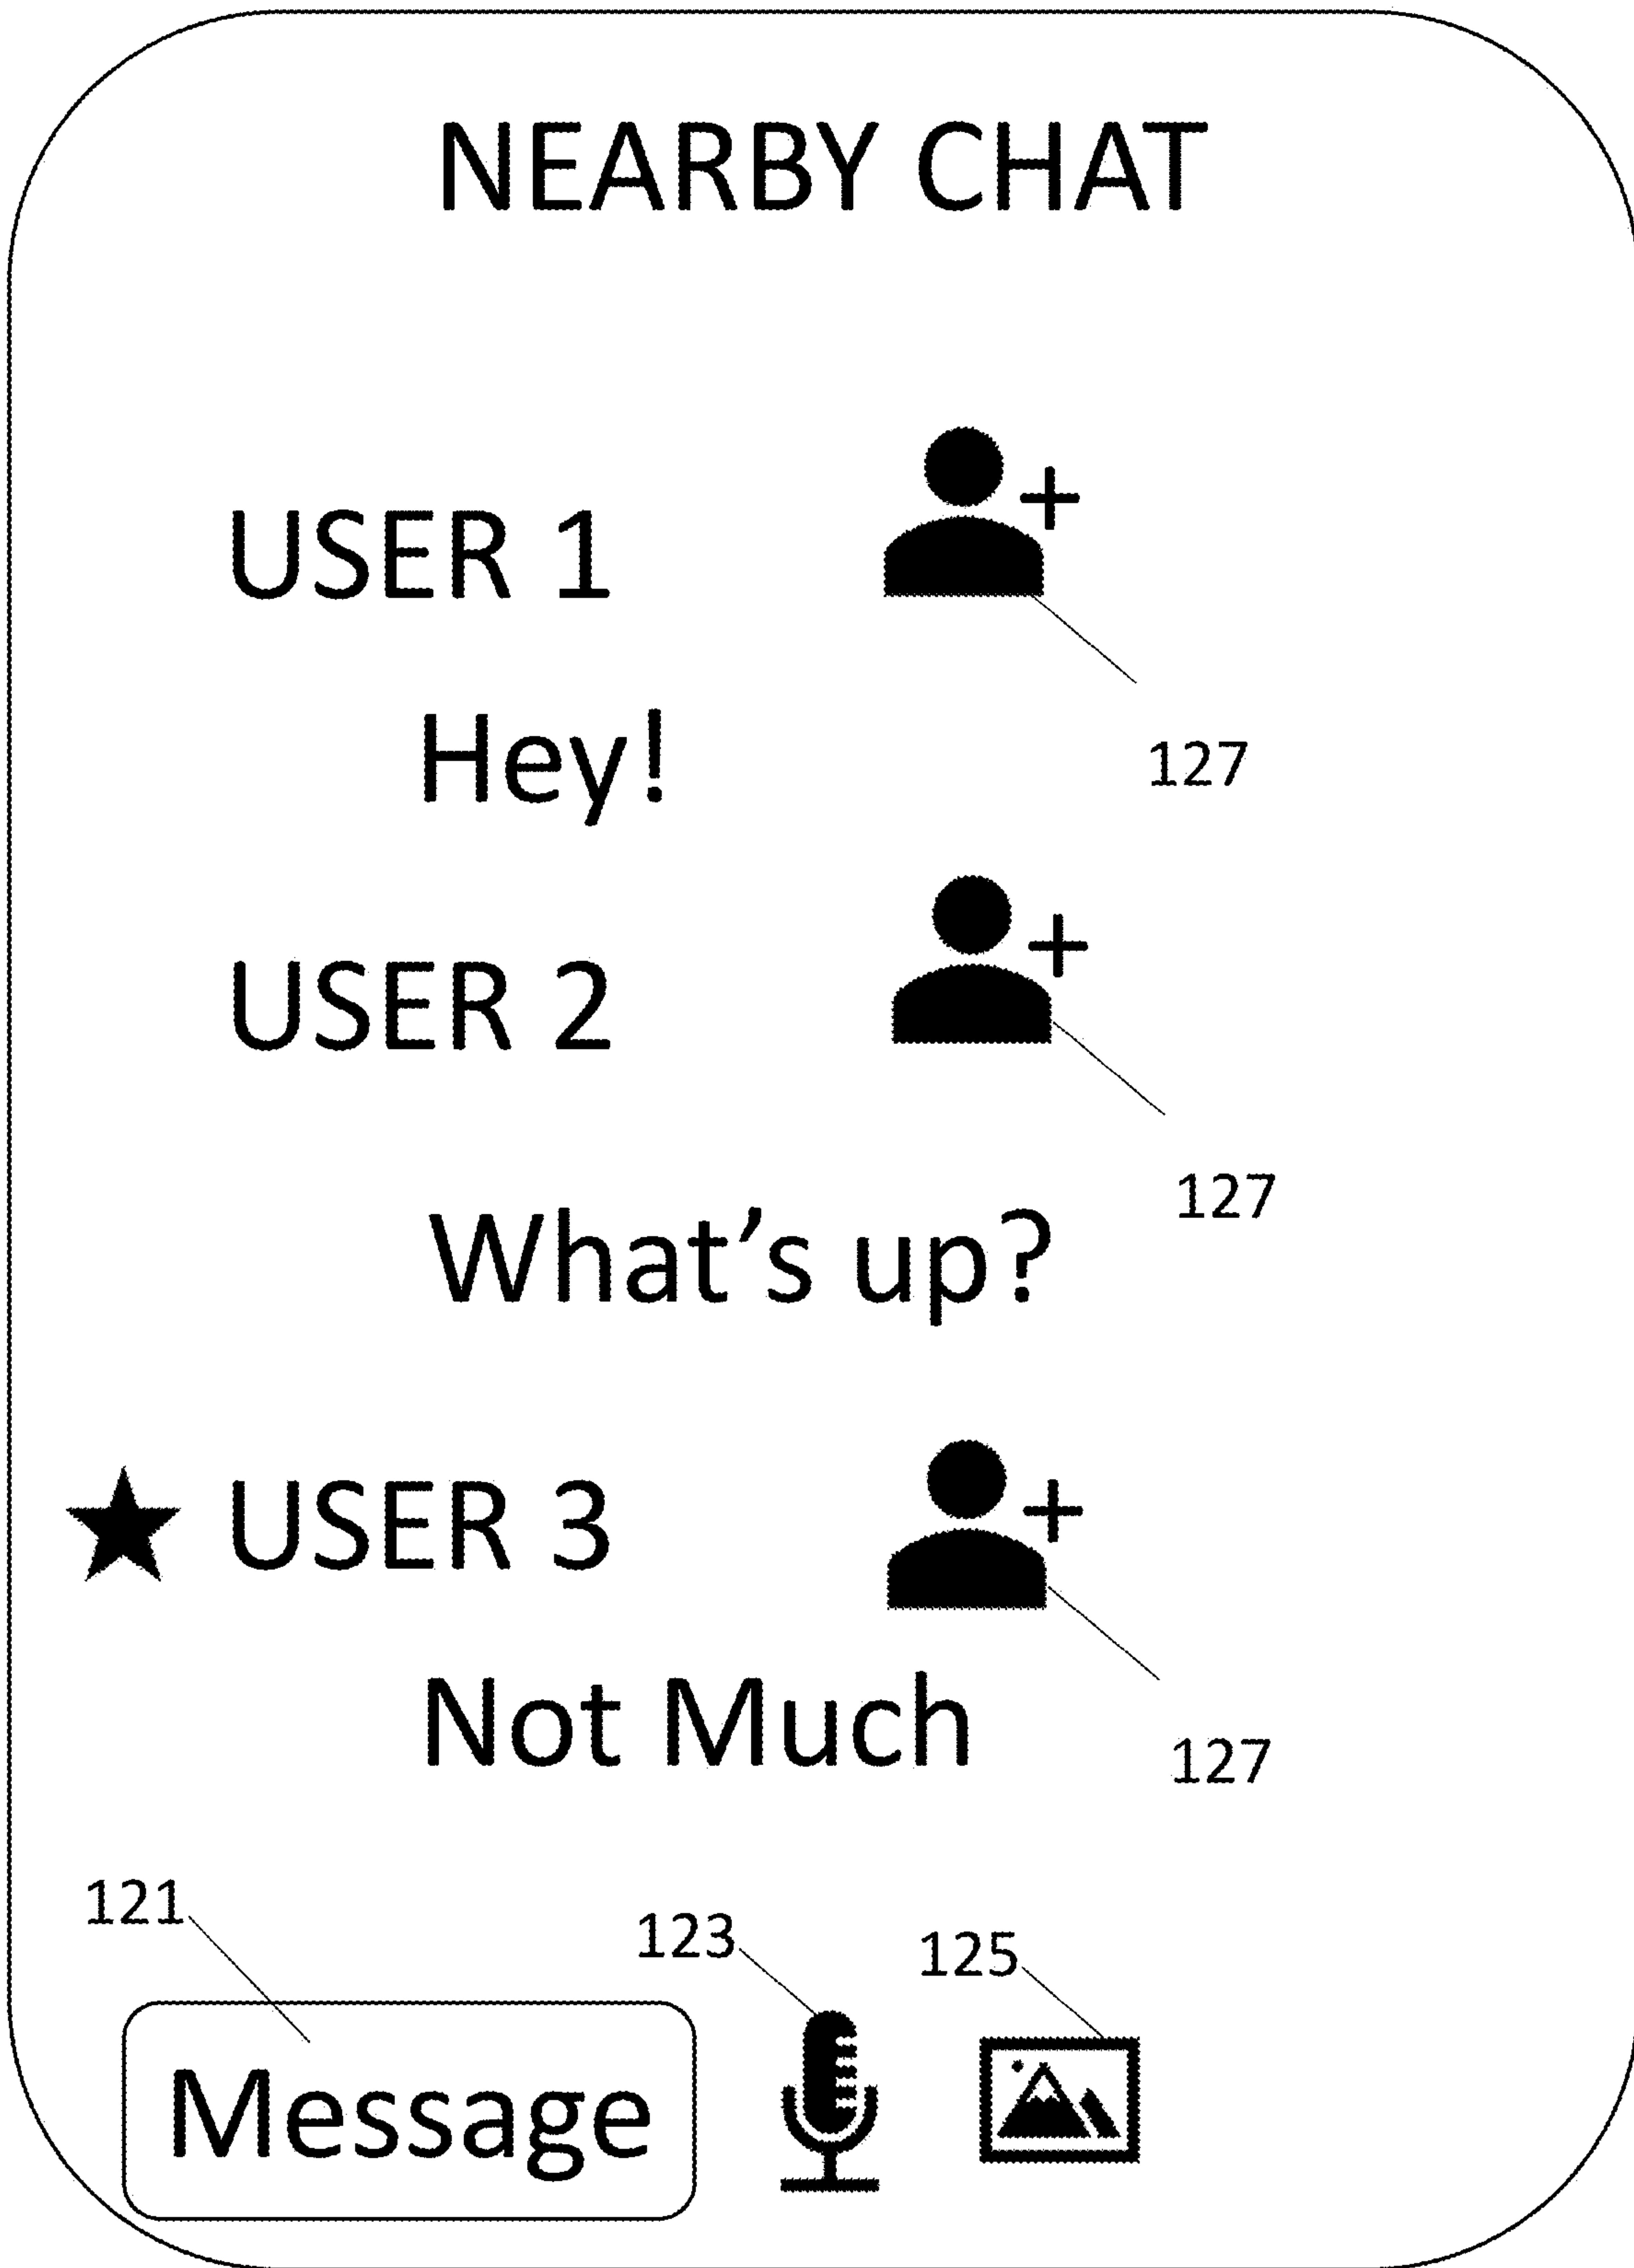 NEARBY CHAT
USER 1
Hey!
127
USER 2
127
What’s up?
USER 3
Not Much
127
121
123
125
Message